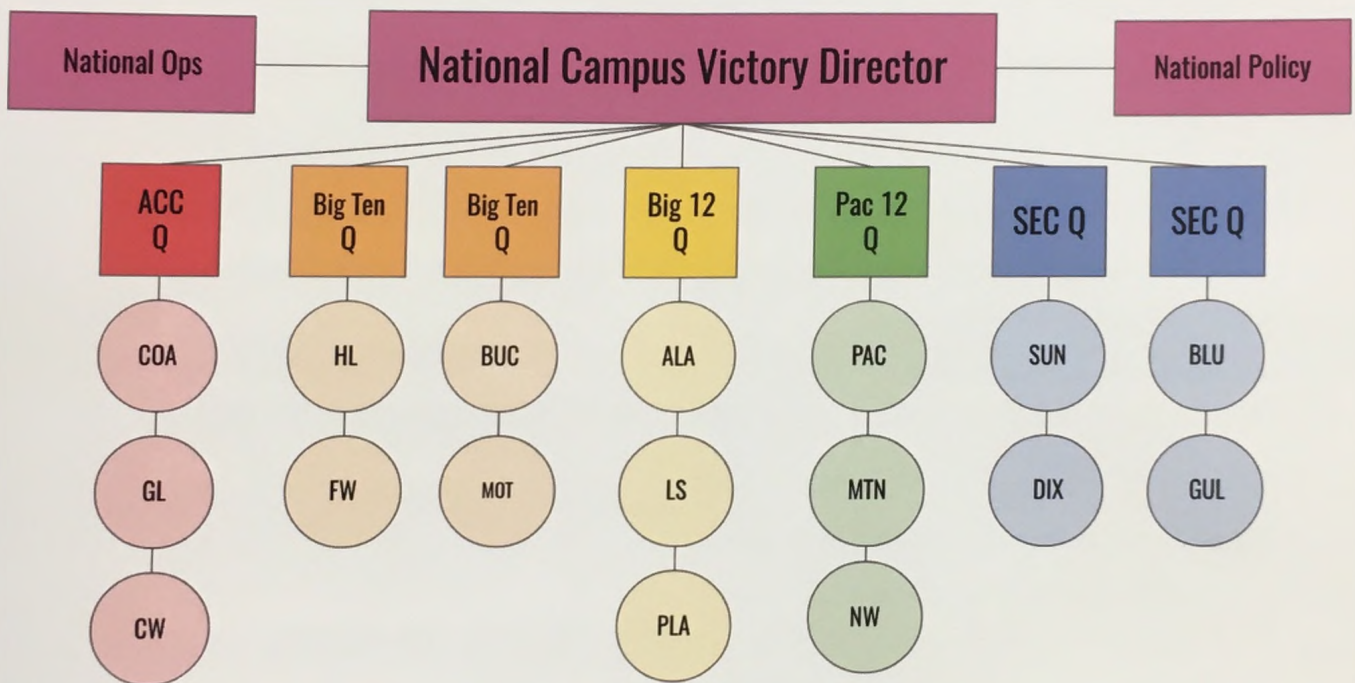 National Ops
National Campus Victory Director
National Policy
ACC
Q
Big Ten
Q
Big Ten
Q
Big 12
Q
Pac 12
Q
SEC Q
SEC Q
COA
HL
BUC
ALA
PAC
SUN
BLU
GL
FW
MOT
LS
MTN
DIX
GUL
CW
PLA
NW